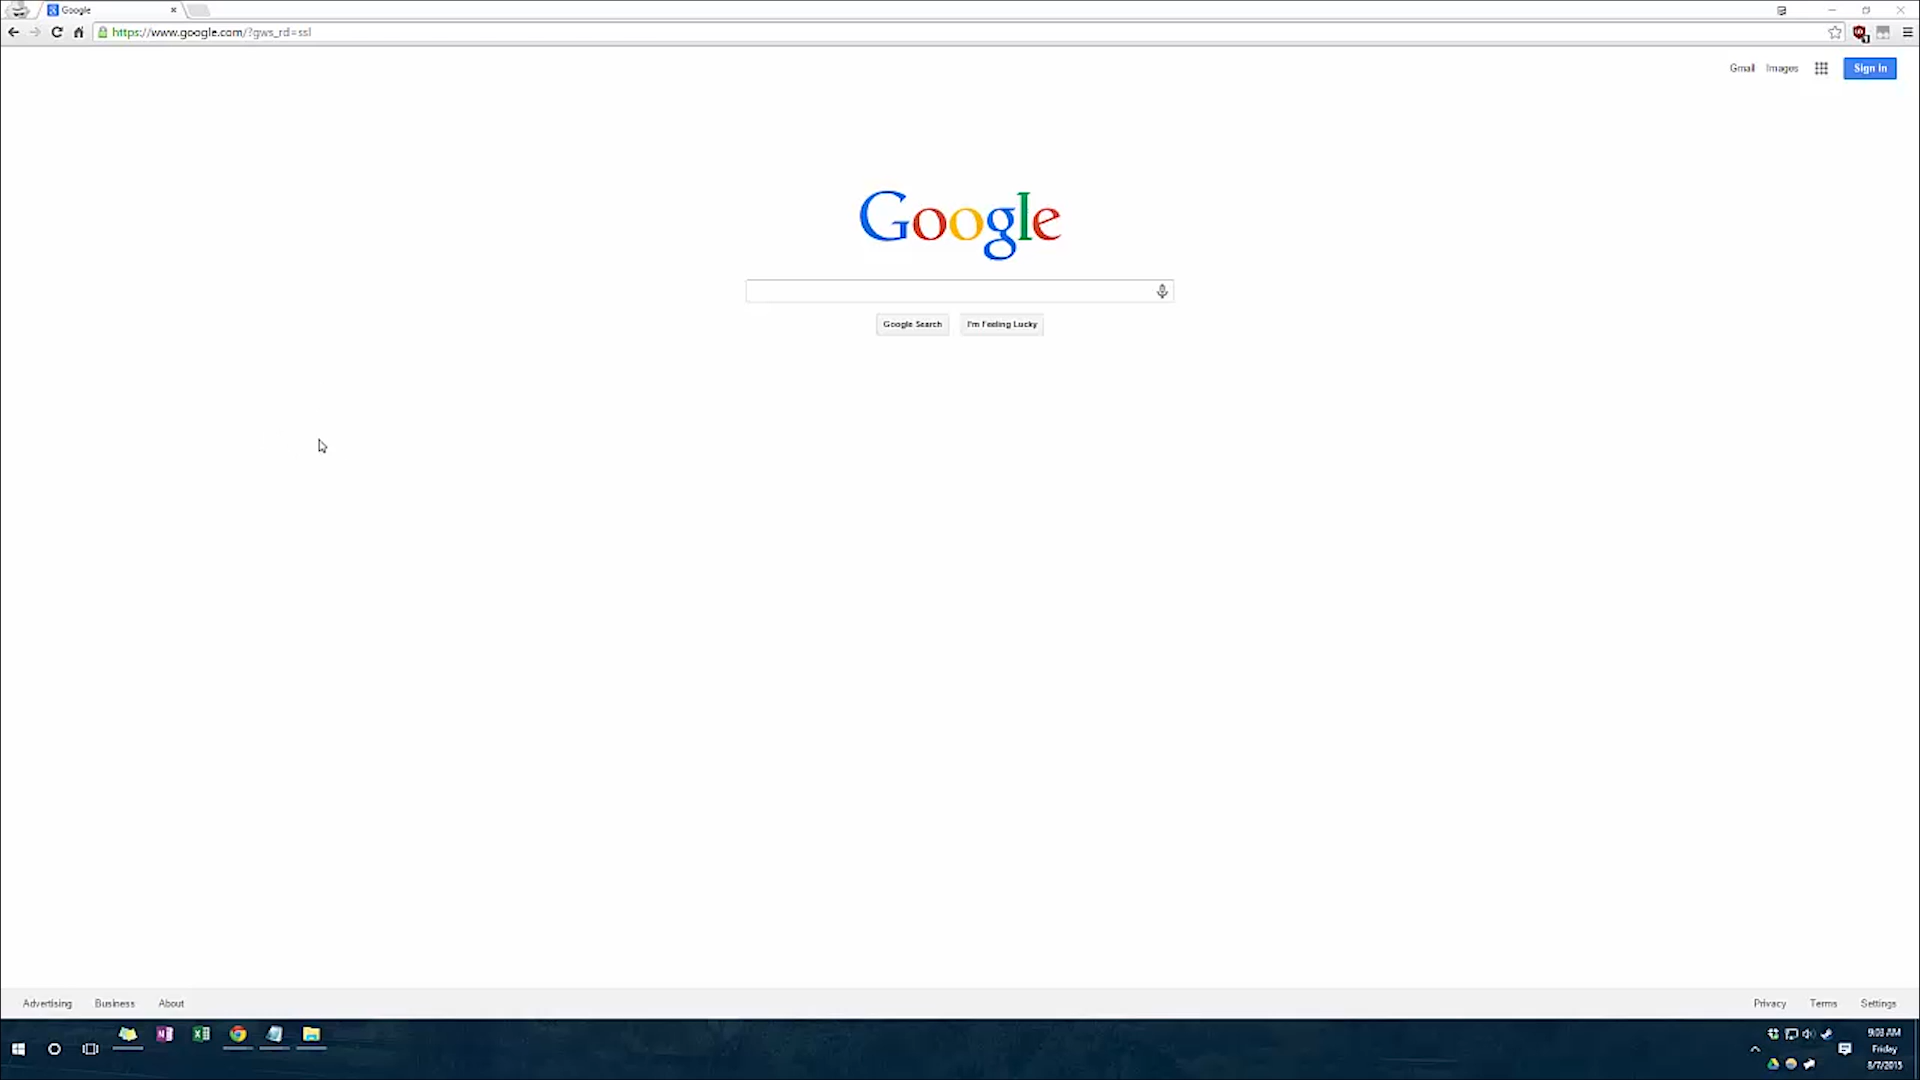 Google
https://www.google.com/?gws_rd=ssl
Gmail Images Sign in
Google
Google Search I'm Feeling Lucky
Advertising Business About Privacy Terms Settings
9:03 AM
Friday
8/7/2015